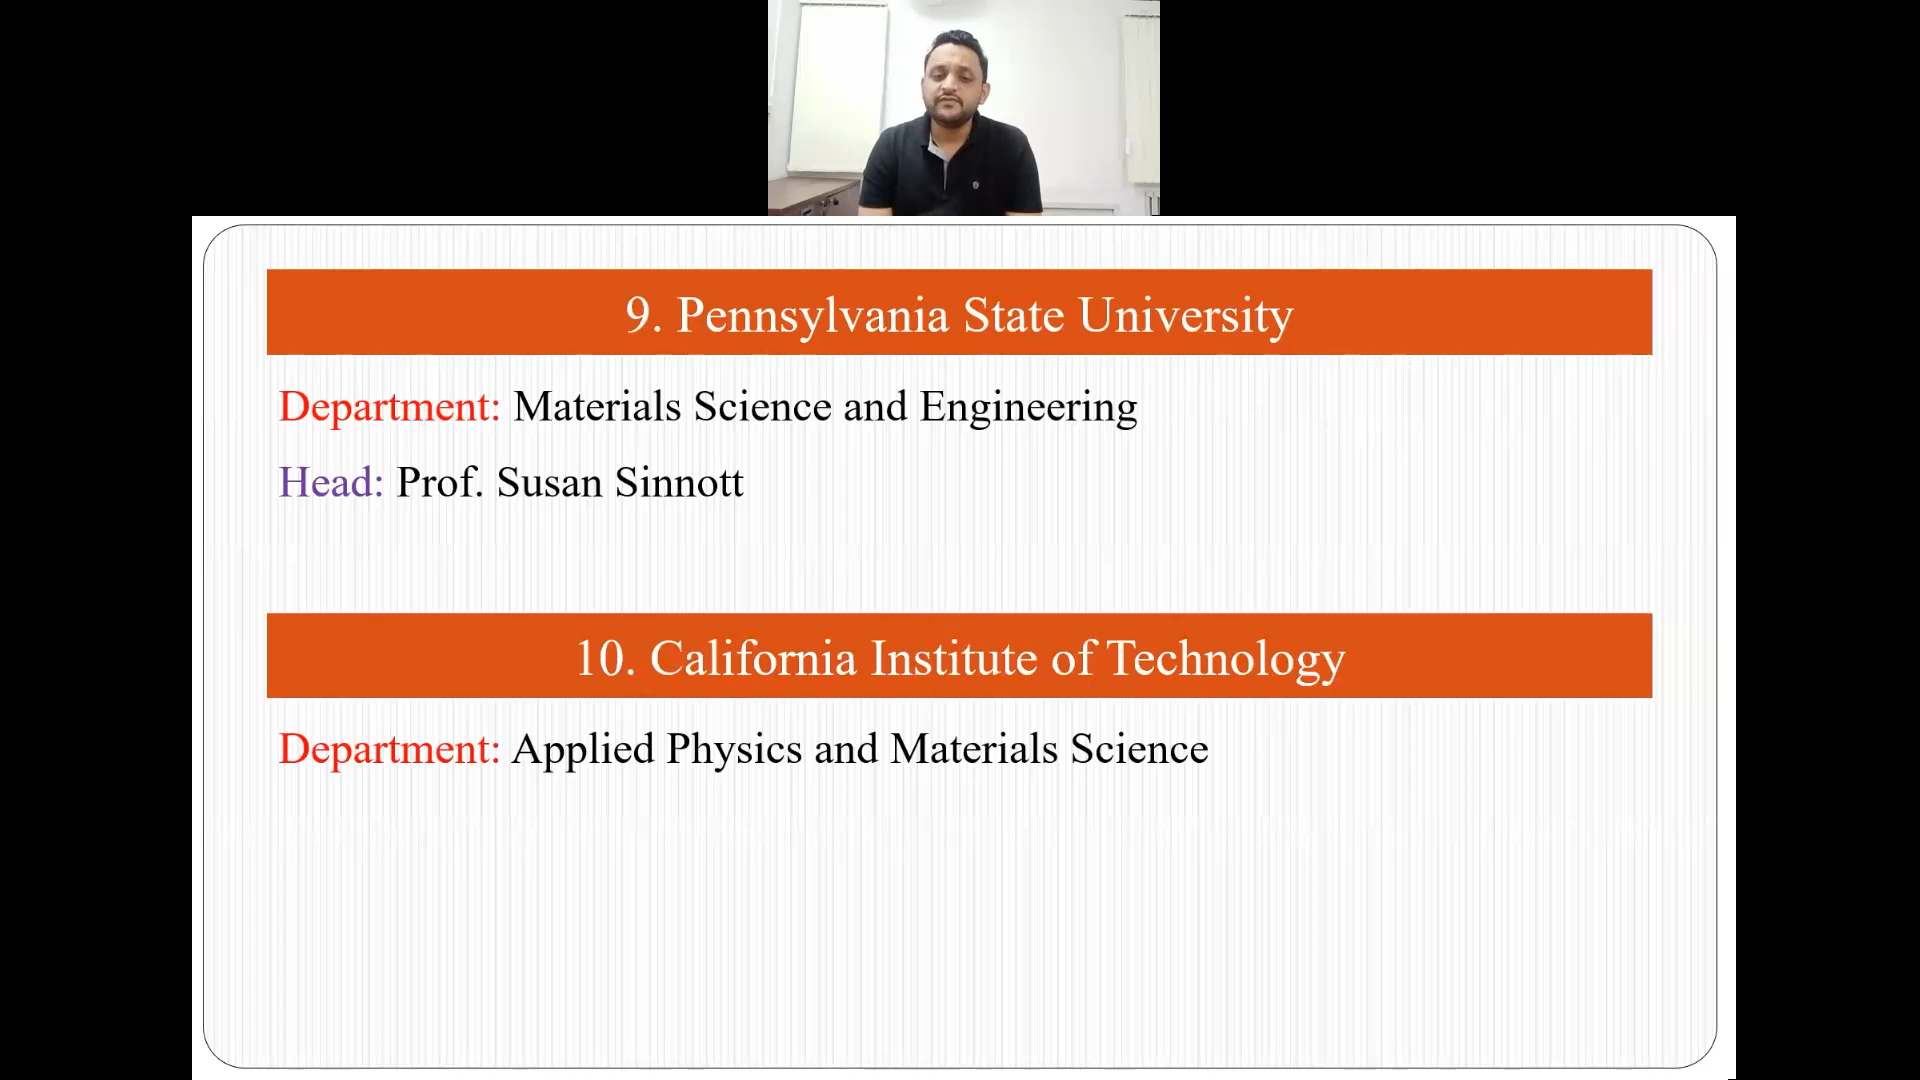 9. Pennsylvania State University
Department: Materials Science and Engineering
Head: Prof. Susan Sinnott
10. California Institute of Technology
Department: Applied Physics and Materials Science